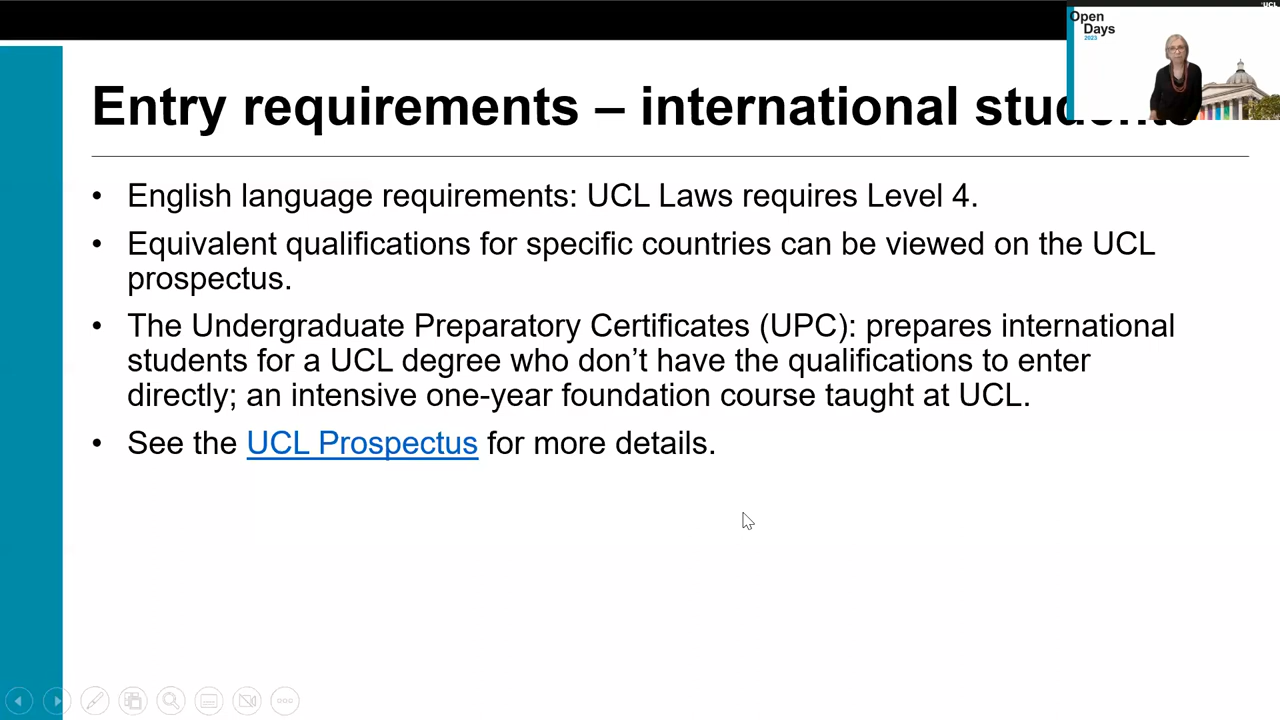 UCL
Open
Days
2023
Entry requirements – international students
• English language requirements: UCL Laws requires Level 4.
• Equivalent qualifications for specific countries can be viewed on the UCL
prospectus.
• The Undergraduate Preparatory Certificates (UPC): prepares international
students for a UCL degree who don’t have the qualifications to enter
directly; an intensive one-year foundation course taught at UCL.
• See the UCL Prospectus for more details.